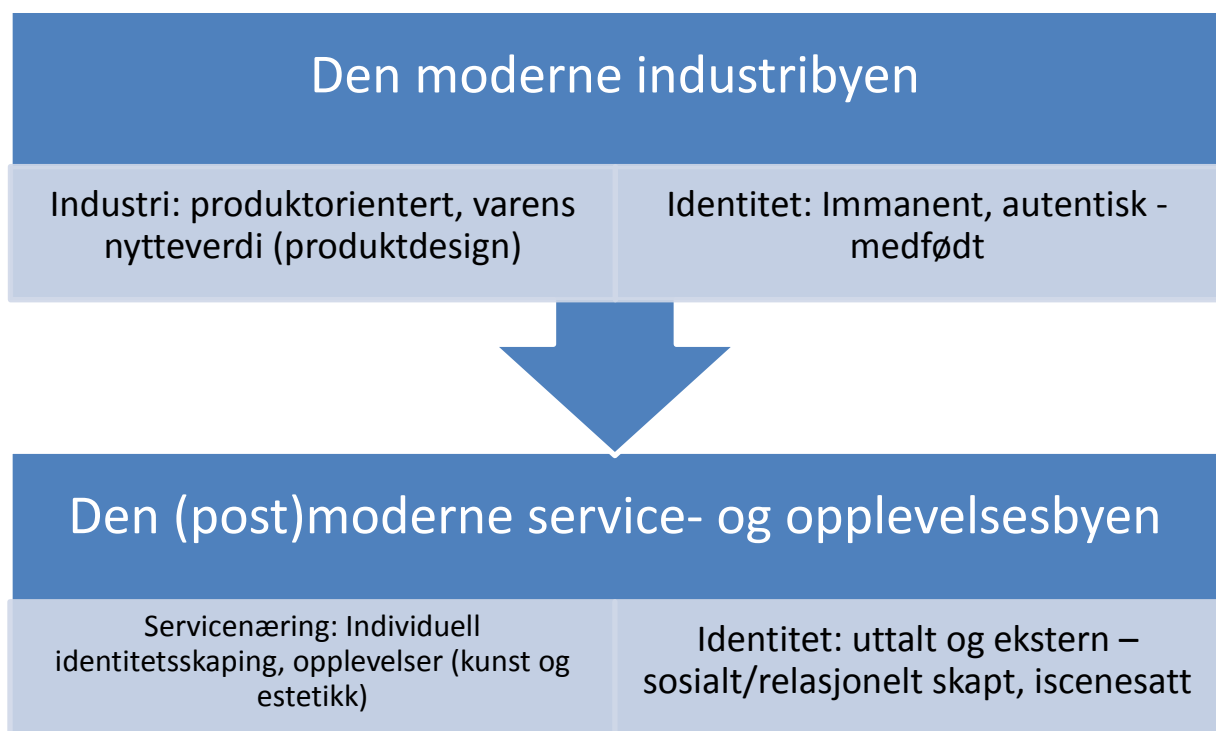 Den moderne industribyen
Industri: produktorientert, varens
nytteverdi (produktdesign)
Identitet: Immanent, autentisk -
medfødt
Den (post)moderne service- og opplevelsesbyen
Servicenæring: Individuell
identitetsskaping, opplevelser (kunst og
estetikk)
Identitet: uttalt og ekstern –
sosialt/relasjonelt skapt, iscenesatt